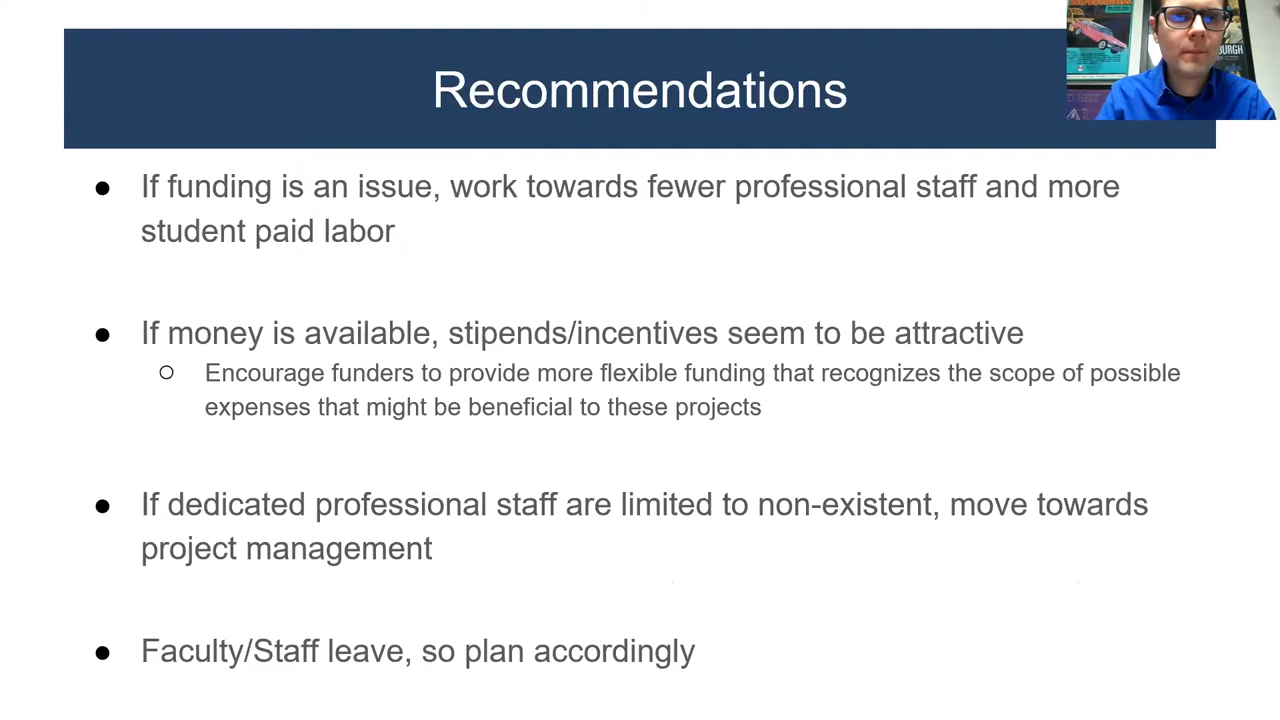 Recommendations
● If funding is an issue, work towards fewer professional staff and more
student paid labor
● If money is available, stipends/incentives seem to be attractive
○ Encourage funders to provide more flexible funding that recognizes the scope of possible
expenses that might be beneficial to these projects
● If dedicated professional staff are limited to non-existent, move towards
project management
● Faculty/Staff leave, so plan accordingly